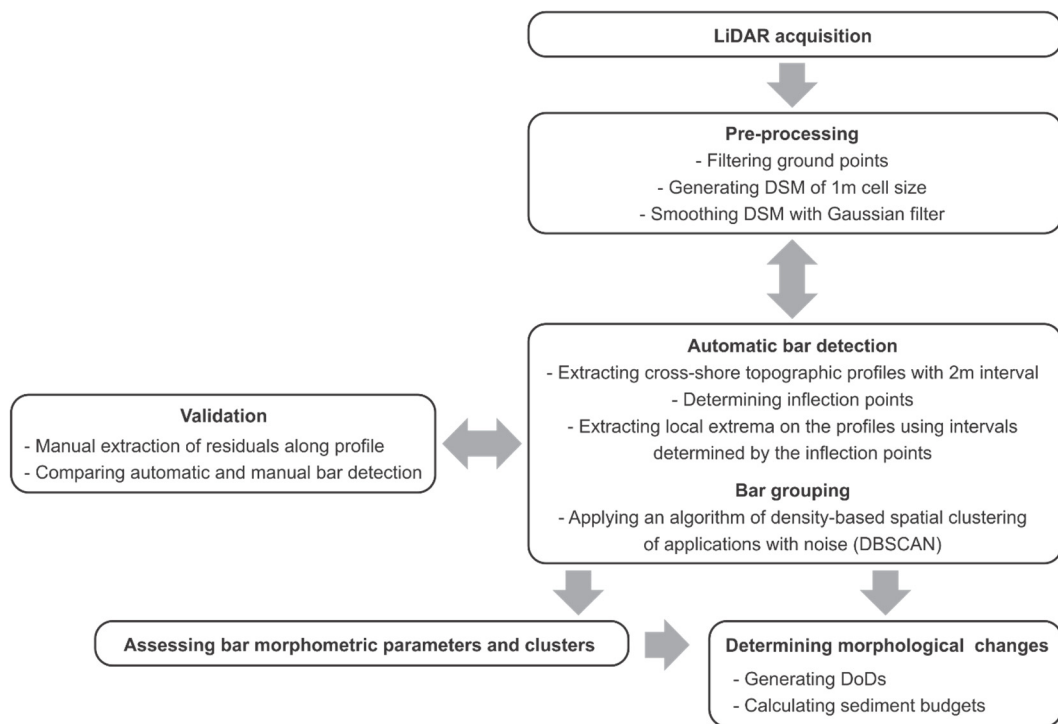 LiDAR acquisition
Pre-processing
- Filtering ground points
- Generating DSM of 1m cell size
- Smoothing DSM with Gaussian filter
Automatic bar detection
- Extracting cross-shore topographic profiles with 2m interval
- Determining inflection points
- Extracting local extrema on the profiles using intervals
determined by the inflection points
Bar grouping
- Applying an algorithm of density-based spatial clustering
of applications with noise (DBSCAN)
Validation
- Manual extraction of residuals along profile
- Comparing automatic and manual bar detection
Assessing bar morphometric parameters and clusters
Determining morphological changes
- Generating DoDs
- Calculating sediment budgets